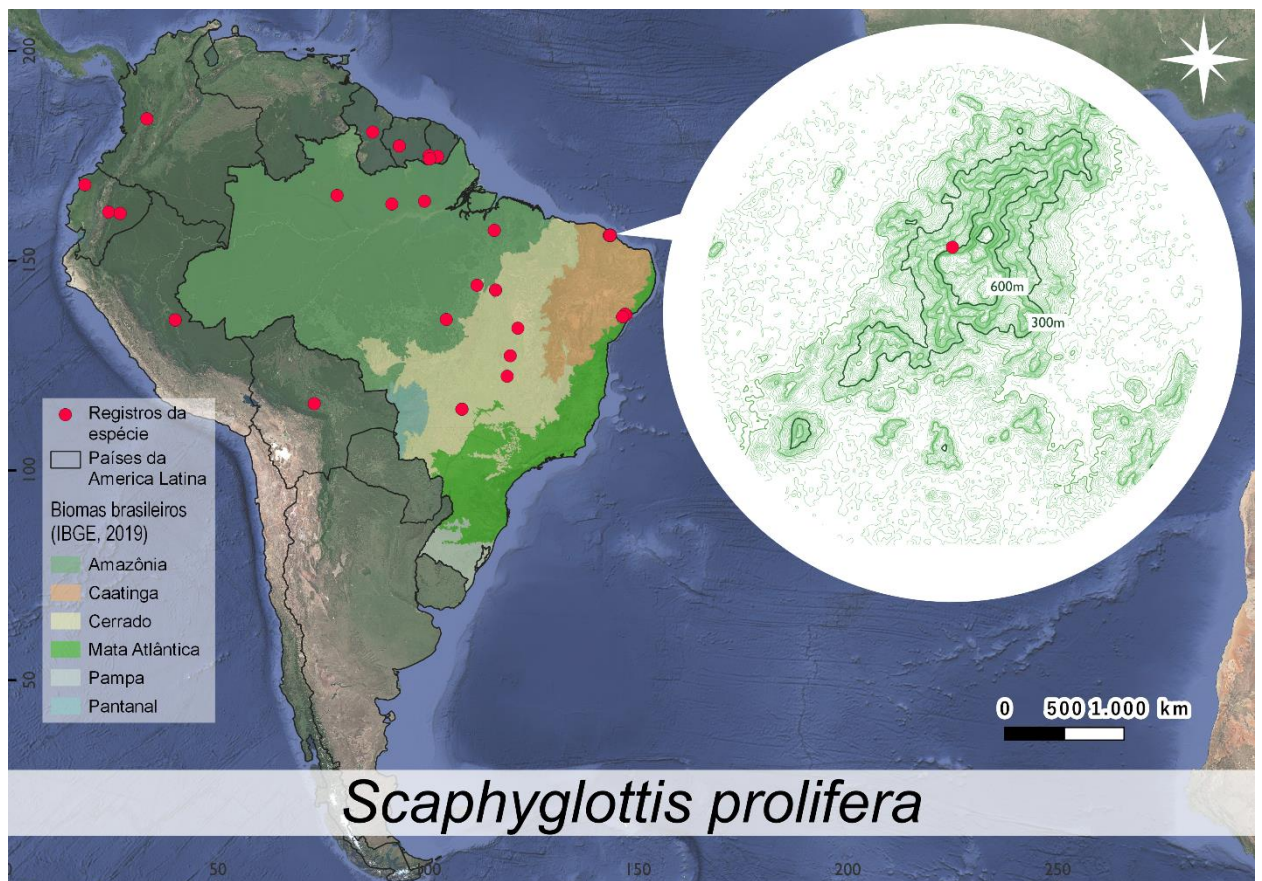 200
150
100
50
600m
300m
Registros da
espécie
Países da
America Latina
Biomas brasileiros
(IBGE, 2019)
Amazônia
Caatinga
Cerrado
Mata Atlântica
Pampa
Pantanal
0 500 1.000 km
Scaphyglottis prolifera
0 50 100 150 200 250